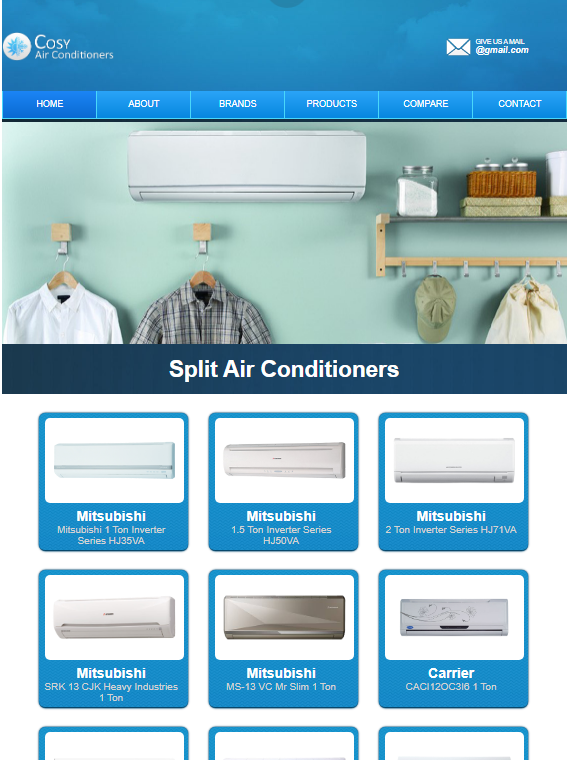 Cosy
Air Conditioners
GIVE US A MAIL
@gmail.com
HOME
ABOUT
BRANDS
PRODUCTS
COMPARE
CONTACT
Split Air Conditioners
Mitsubishi
Mitsubishi 1 Ton Inverter
Series HJ35VA
Mitsubishi
1.5 Ton Inverter Series
HJ50VA
Mitsubishi
2 Ton Inverter Series HJ71VA
Mitsubishi
SRK 13 CJK Heavy Industries
1 Ton
Mitsubishi
MS-13 VC Mr Slim 1 Ton
Carrier
CACI12OC3I6 1 Ton